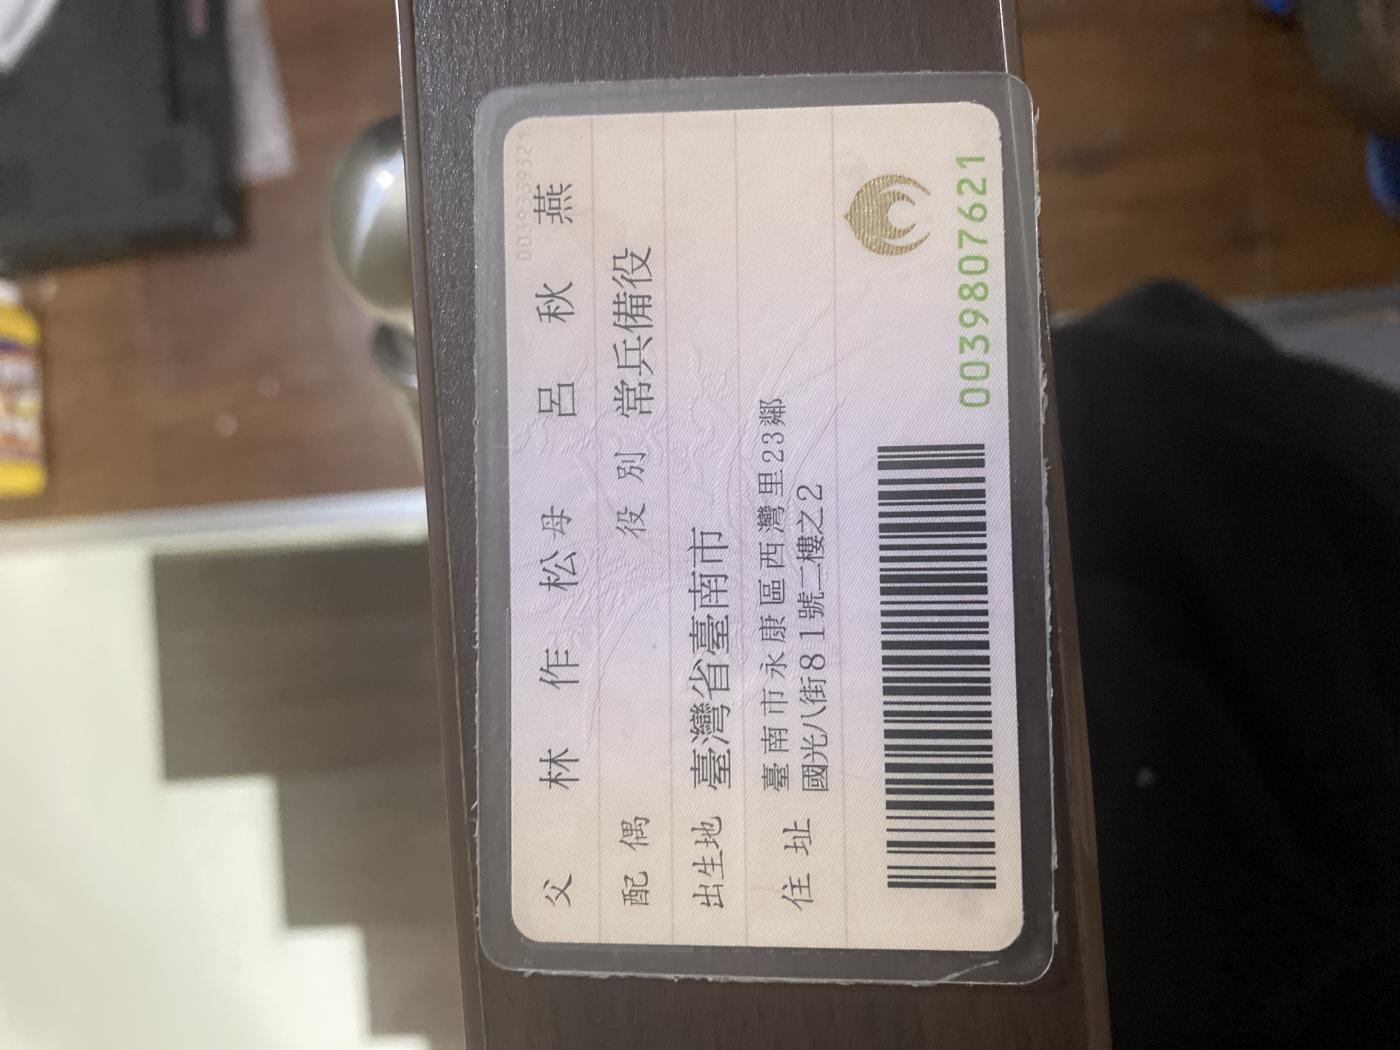 父 林作松 母 呂秋燕
配偶 役別 常兵備役
出生地 臺灣省臺南市
住址 臺南市永康區西灣里23鄰
國光八街81號二樓之2
0039807621